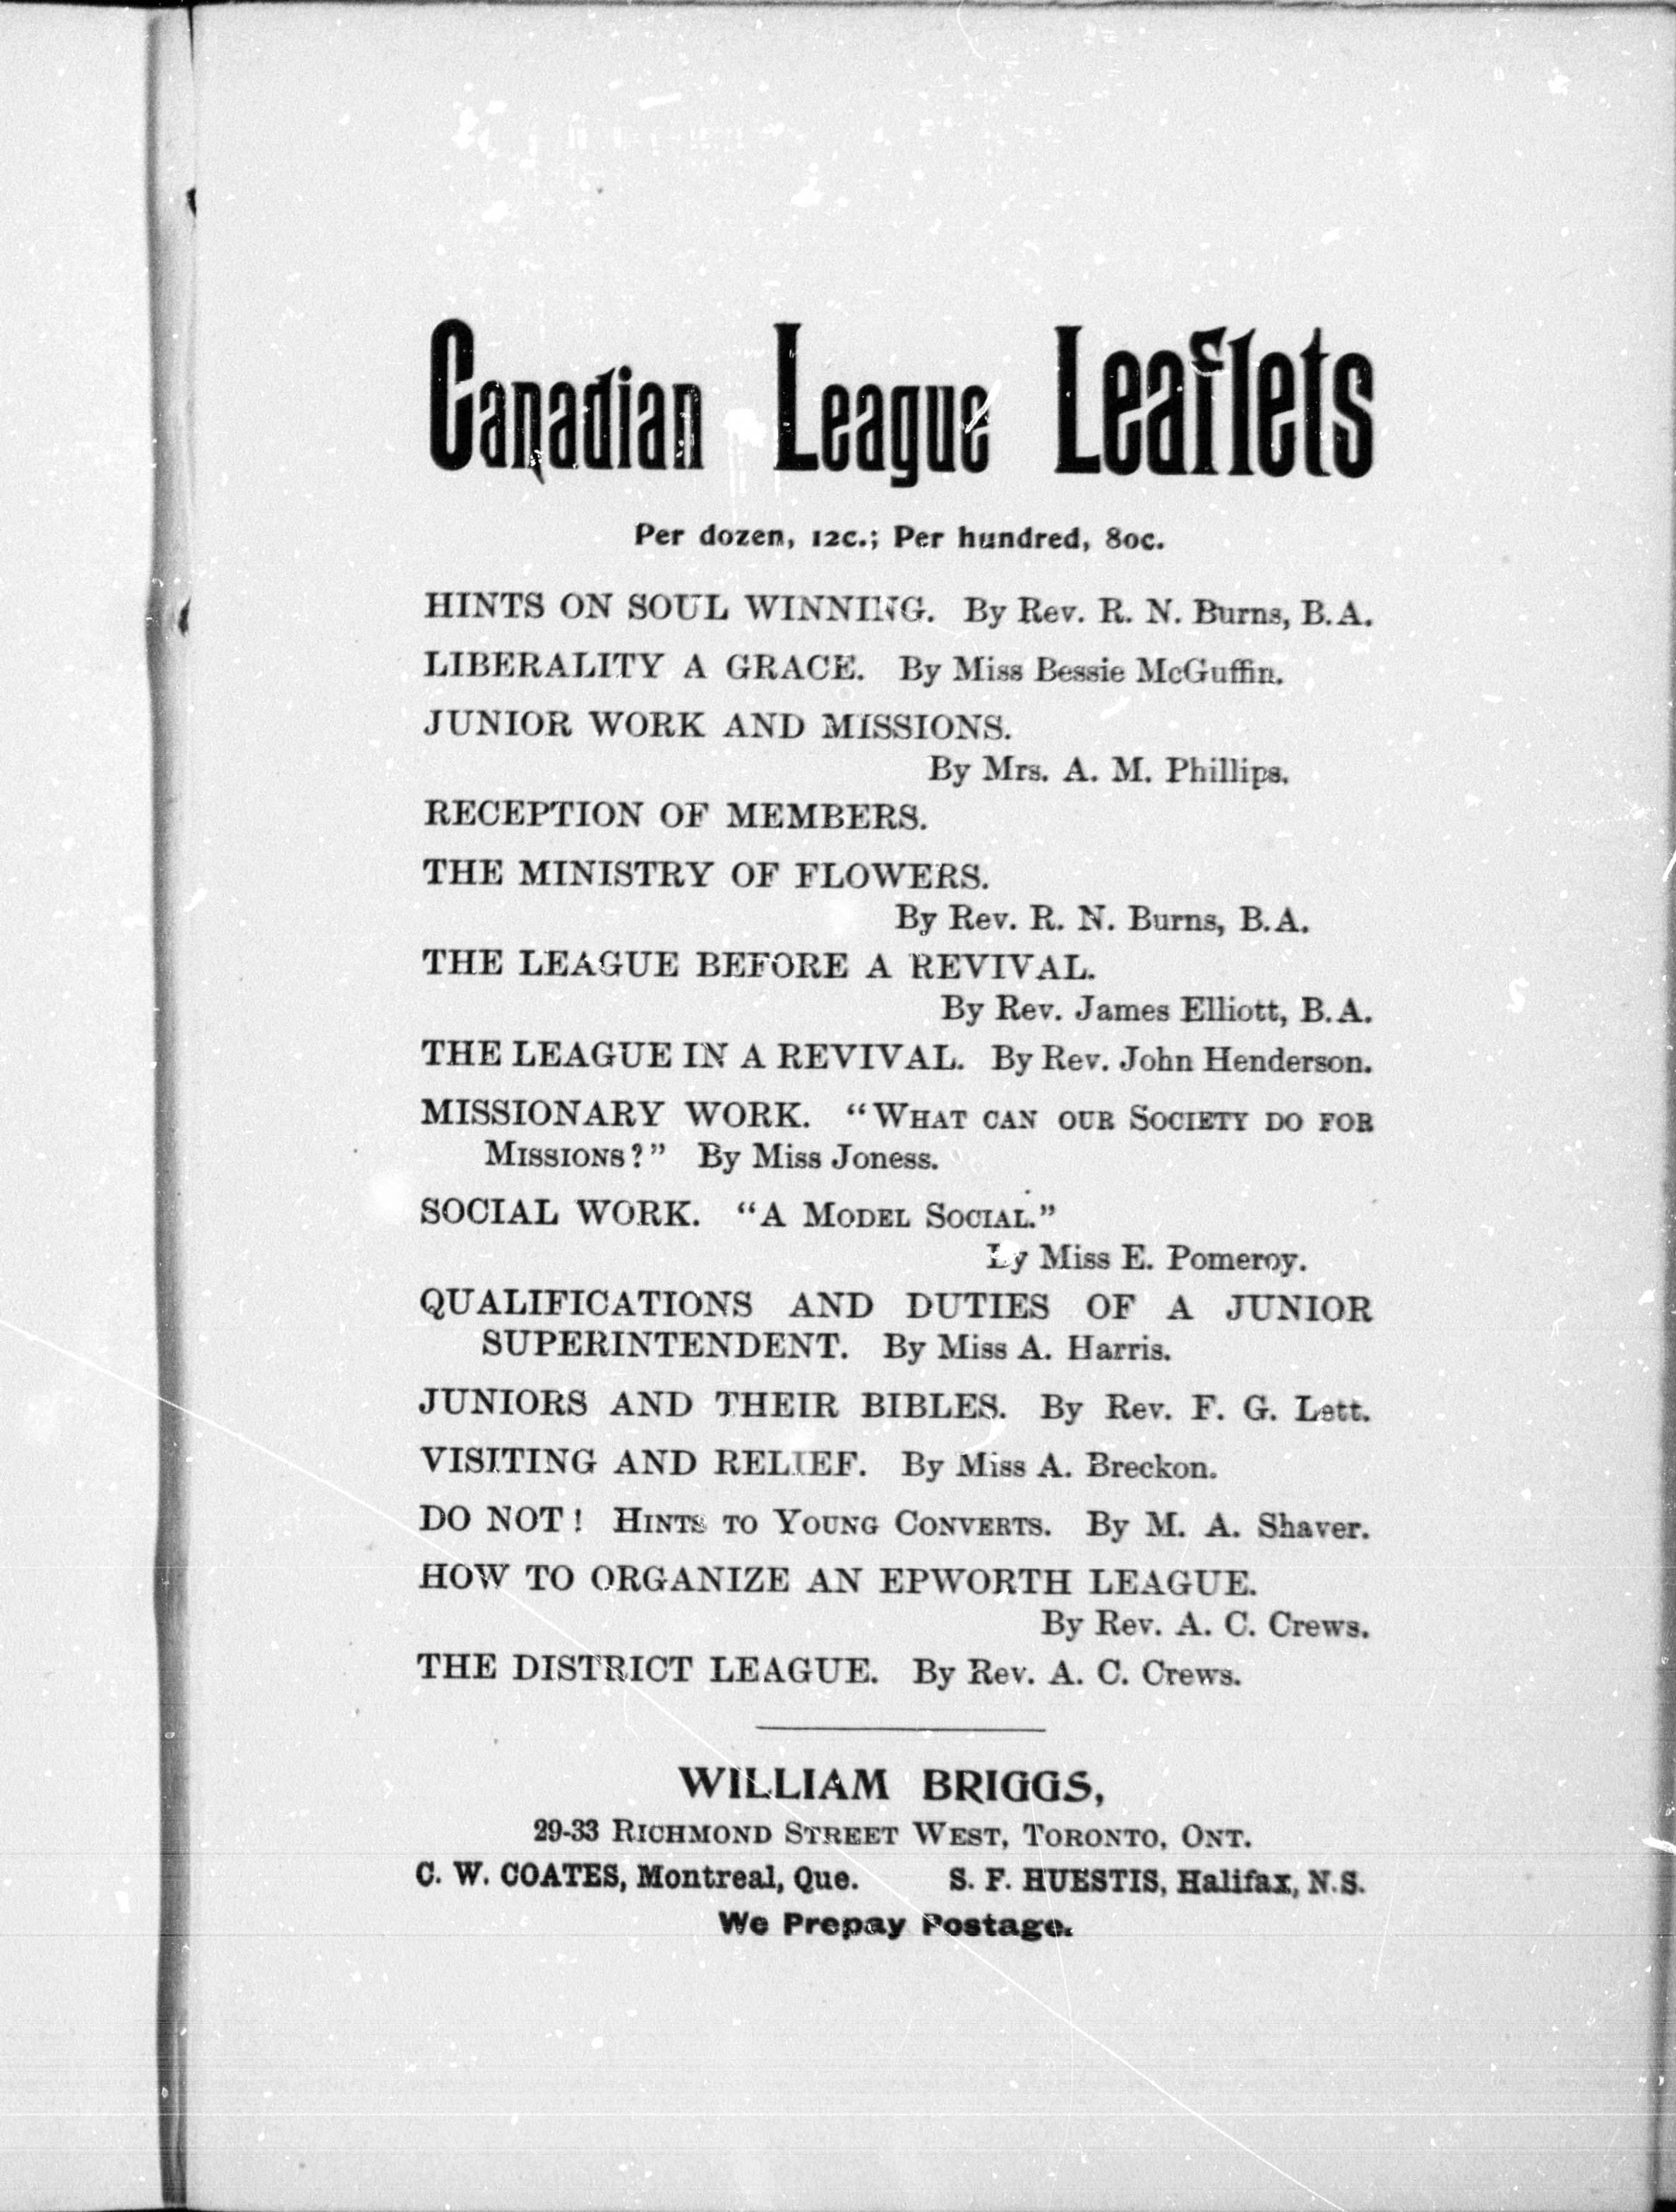 Canadian League Leaflets
Per dozen, 12c.; Per hundred, 80c.
HINTS ON SOUL WINNING. By Rev. R. N. Burns, B.A.
LIBERALITY A GRACE. By Miss Bessie McGuffin.
JUNIOR WORK AND MISSIONS.
By Mrs. A. M. Phillips.
RECEPTION OF MEMBERS.
THE MINISTRY OF FLOWERS.
By Rev. R. N. Burns, B.A.
THE LEAGUE BEFORE A REVIVAL.
By Rev. James Elliott, B.A.
THE LEAGUE IN A REVIVAL. By Rev. John Henderson.
MISSIONARY WORK. "WHAT CAN OUR SOCIETY DO FOR
MISSIONS?" By Miss Joness.
SOCIAL WORK. "A MODEL SOCIAL."
By Miss E. Pomeroy.
QUALIFICATIONS AND DUTIES OF A JUNIOR
SUPERINTENDENT. By Miss A. Harris.
JUNIORS AND THEIR BIBLES. By Rev. F. G. Lett.
VISITING AND RELIEF. By Miss A. Breckon.
DO NOT! HINTS TO YOUNG CONVERTS. By M. A. Shaver.
HOW TO ORGANIZE AN EPWORTH LEAGUE.
By Rev. A. C. Crews.
THE DISTRICT LEAGUE. By Rev. A. C. Crews.
WILLIAM BRIGGS,
29-33 RICHMOND STREET WEST, TORONTO, ONT.
C. W. COATES, Montreal, Que. S. F. HUESTIS, Halifax, N.S.
We Prepay Postage.